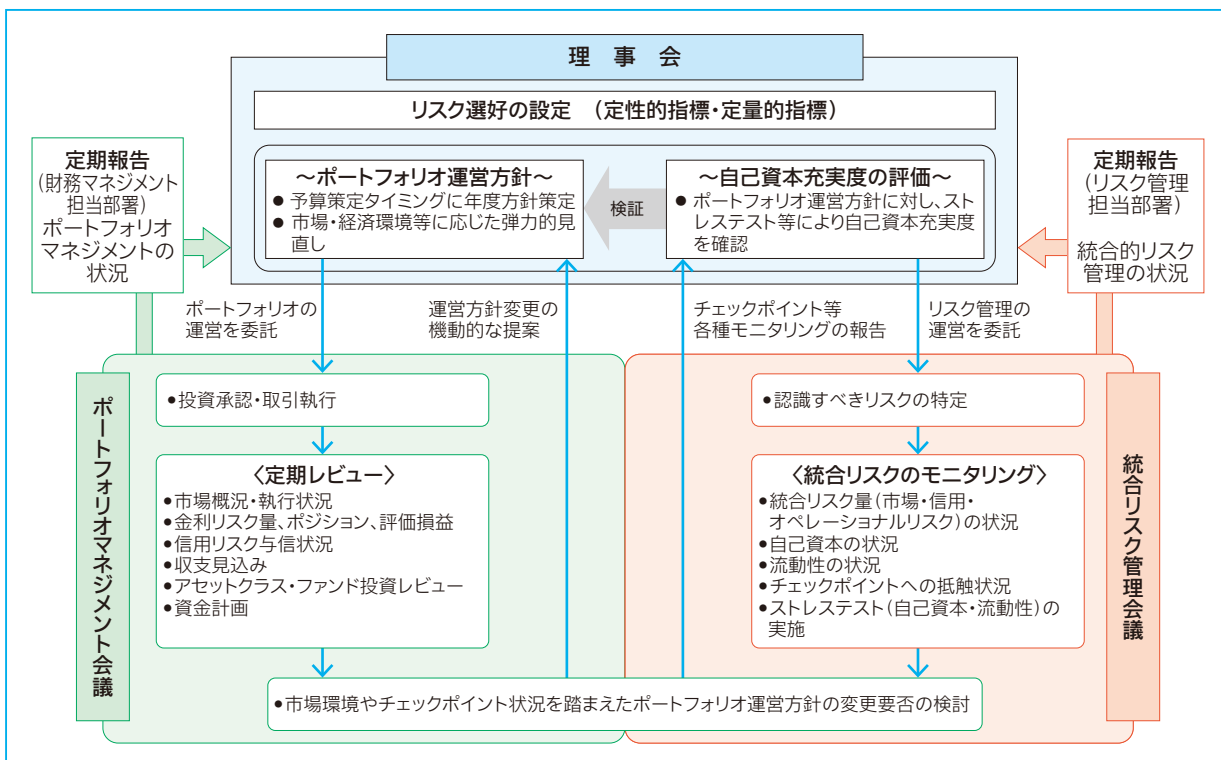 理事会
リスク選好の設定 (定性的指標・定量的指標)
定期報告
(財務マネジメント
担当部署)
ポートフォリオ
マネジメントの
状況
~ポートフォリオ運営方針~
● 予算策定タイミングに年度方針策定
● 市場・経済環境等に応じた弾力的見
直し
検証
~自己資本充実度の評価~
● ポートフォリオ運営方針に対し、スト
レステスト等により自己資本充実度
を確認
定期報告
(リスク管理
担当部署)
統合的リスク
管理の状況
ポートフォリオの
運営を委託
運営方針変更の
機動的な提案
チェックポイント等
各種モニタリングの報告
リスク管理の
運営を委託
ポートフォリオマネジメント会議
●投資承認・取引執行
〈定期レビュー〉
●市場概況・執行状況
●金利リスク量、ポジション、評価損益
●信用リスク与信状況
●収支見込み
●アセットクラス・ファンド投資レビュー
●資金計画
●認識すべきリスクの特定
〈統合リスクのモニタリング〉
●統合リスク量(市場・信用・
オペレーショナルリスク)の状況
●自己資本の状況
●流動性の状況
●チェックポイントへの抵触状況
●ストレステスト(自己資本・流動性)の
実施
統合リスク管理会議
●市場環境やチェックポイント状況を踏まえたポートフォリオ運営方針の変更要否の検討